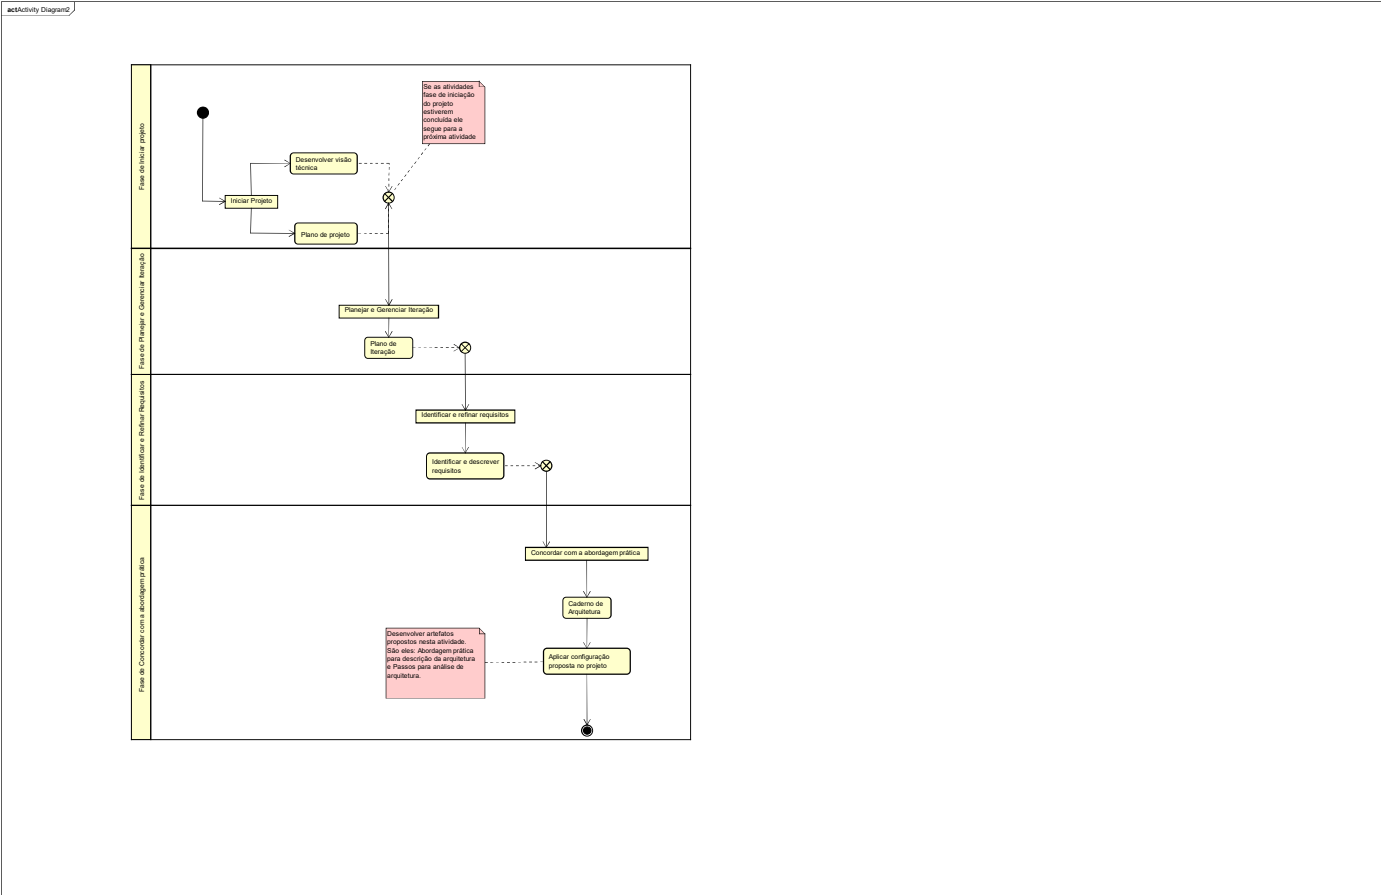 actActivity Diagram2
Fase de Iniciar projeto
Se as atividades
fase de iniciação
do projeto
estiverem
concluída ele
segue para a
próxima atividade
Desenvolver visão
técnica
Iniciar Projeto
Plano de projeto
Fase de Planejar e Gerenciar Iteração
Planejar e Gerenciar Iteração
Plano de
Iteração
Fase de Identificar e Refinar Requisitos
Identificar e refinar requisitos
Identificar e descrever
requisitos
Fase de Concordar com a abordagem prática
Concordar com a abordagem prática
Caderno de
Arquitetura
Desenvolver artefatos
propostos nesta atividade.
São eles: Abordagem prática
para descrição da arquitetura
e Passos para análise de
arquitetura.
Aplicar configuração
proposta no projeto